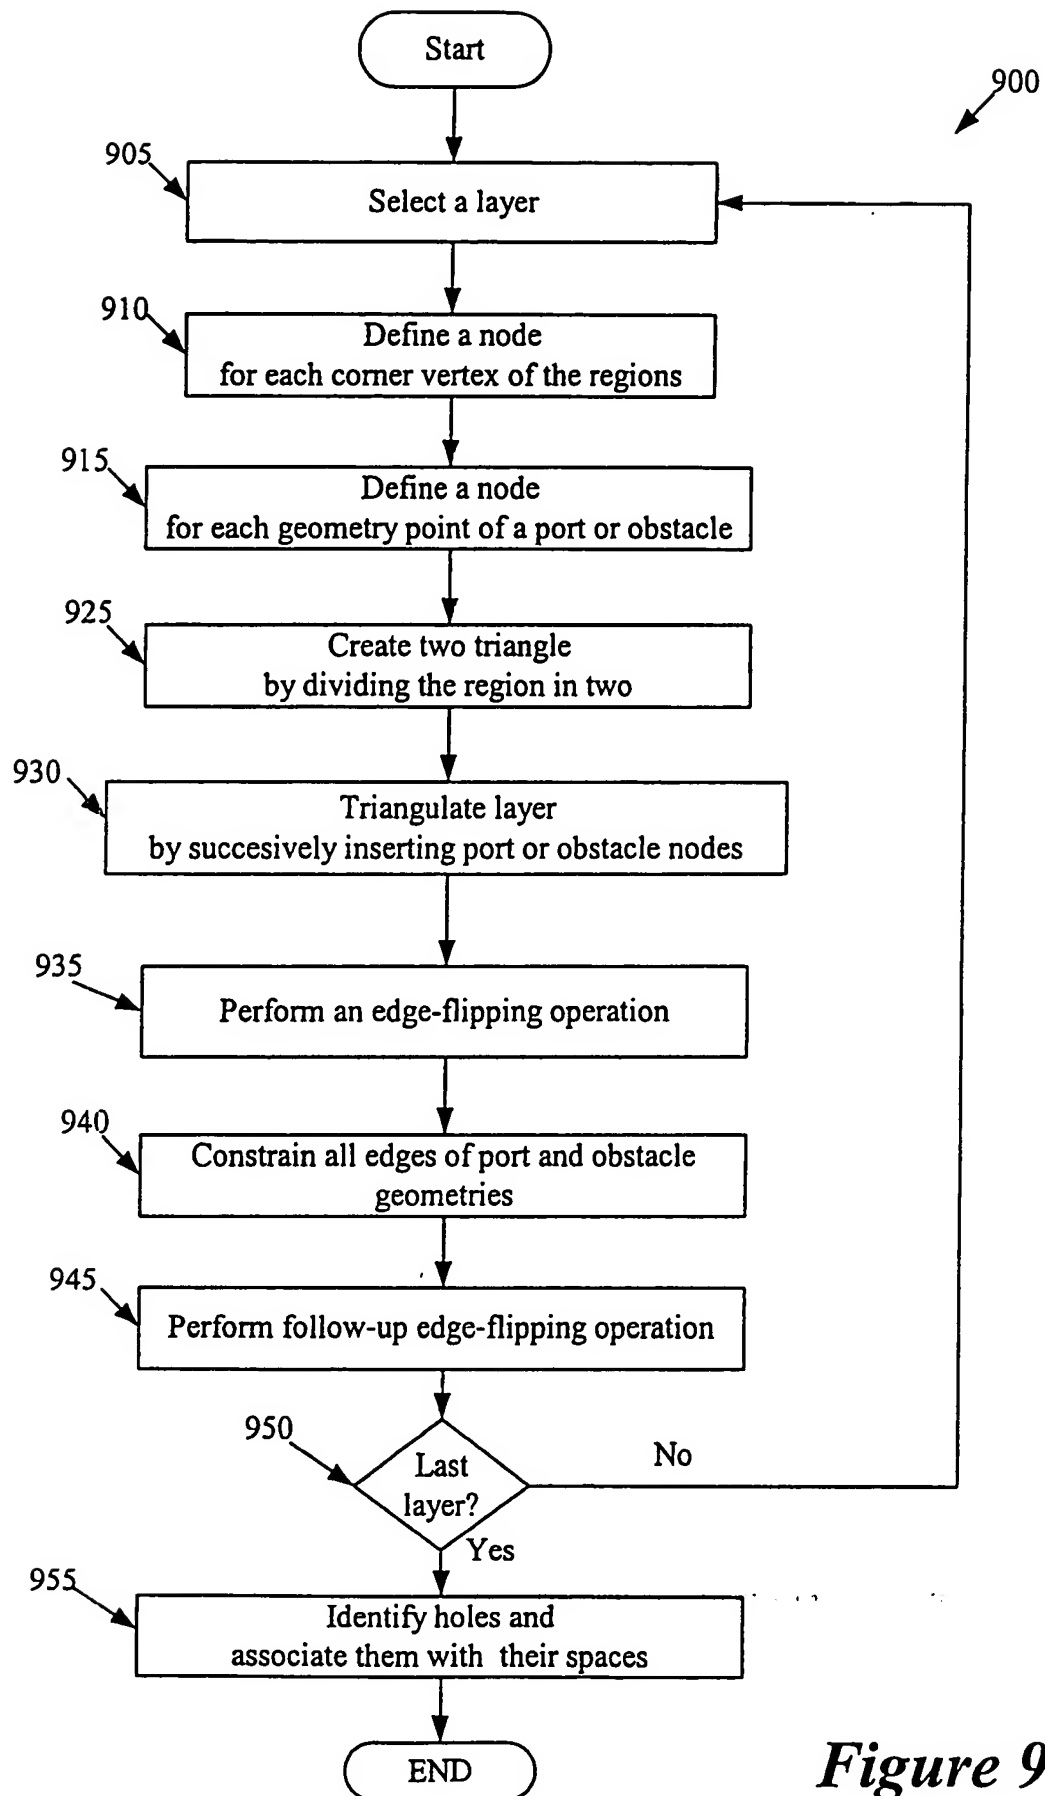 Start
900
905
Select a layer
910
Define a node
for each corner vertex of the regions
915
Define a node
for each geometry point of a port or obstacle
925
Create two triangle
by dividing the region in two
930
Triangulate layer
by succesively inserting port or obstacle nodes
935
Perform an edge-flipping operation
940
Constrain all edges of port and obstacle
geometries
945
Perform follow-up edge-flipping operation
950
Last
layer?
No
Yes
955
Identify holes and
associate them with their spaces
END
Figure 9